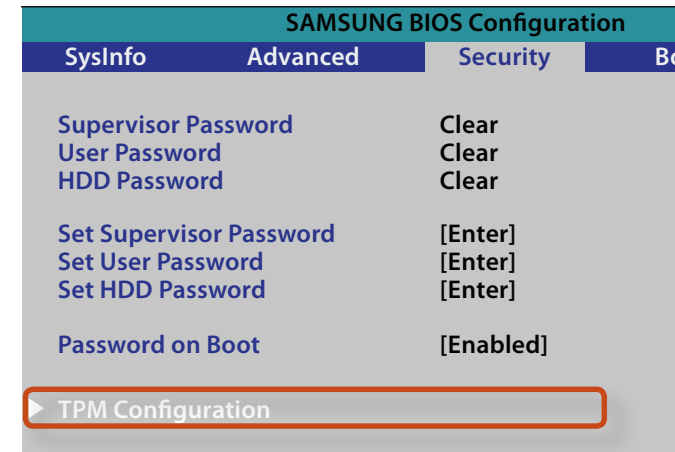 SAMSUNG BIOS Configuration
SysInfo Advanced Security
Supervisor Password Clear
User Password Clear
HDD Password Clear
Set Supervisor Password [Enter]
Set User Password [Enter]
Set HDD Password [Enter]
Password on Boot [Enabled]
TPM Configuration